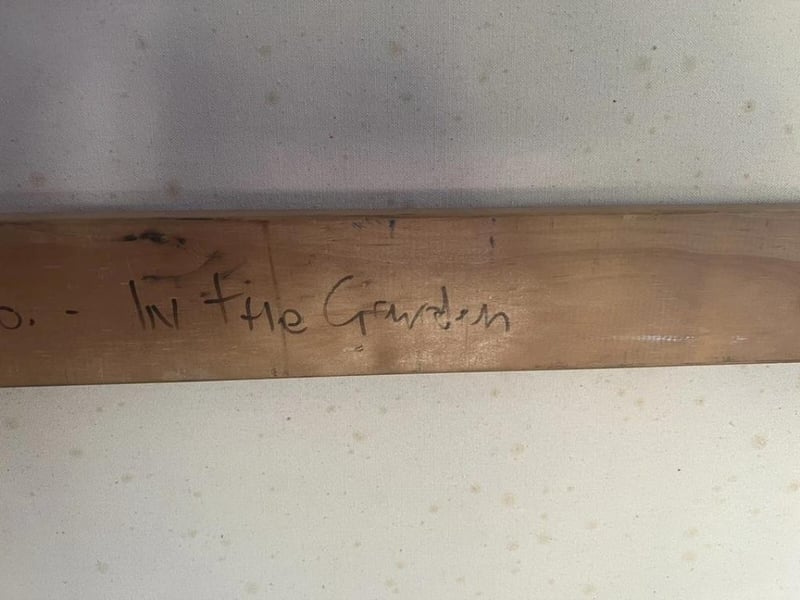 o. - In the Garden